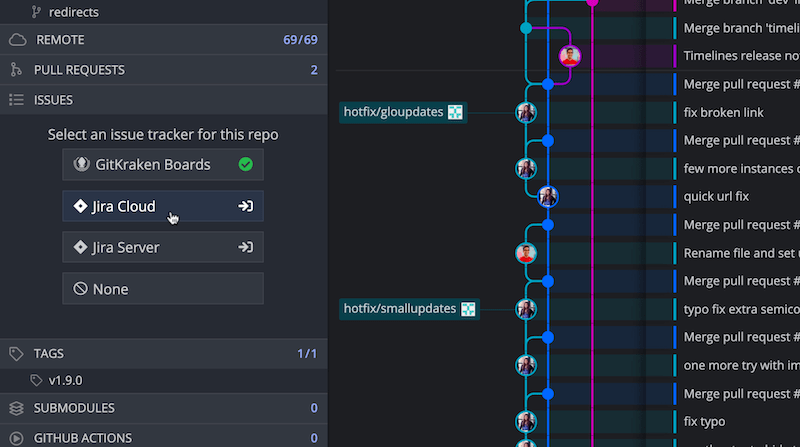 redirects
REMOTE 69/69
PULL REQUESTS 2
ISSUES
Select an issue tracker for this repo
GitKraken Boards
Jira Cloud
Jira Server
None
TAGS 1/1
v1.9.0
SUBMODULES 0
GITHUB ACTIONS 0
hotfix/gloupdates
hotfix/smallupdates
Merge branch 'dev' i
Merge branch 'timeli
Timelines release no
Merge pull request #
fix broken link
Merge pull request #
few more instances o
quick url fix
Merge pull request #
Rename file and set u
Merge pull request #
typo fix extra semico
Merge pull request #
one more try with im
Merge pull request #
fix typo